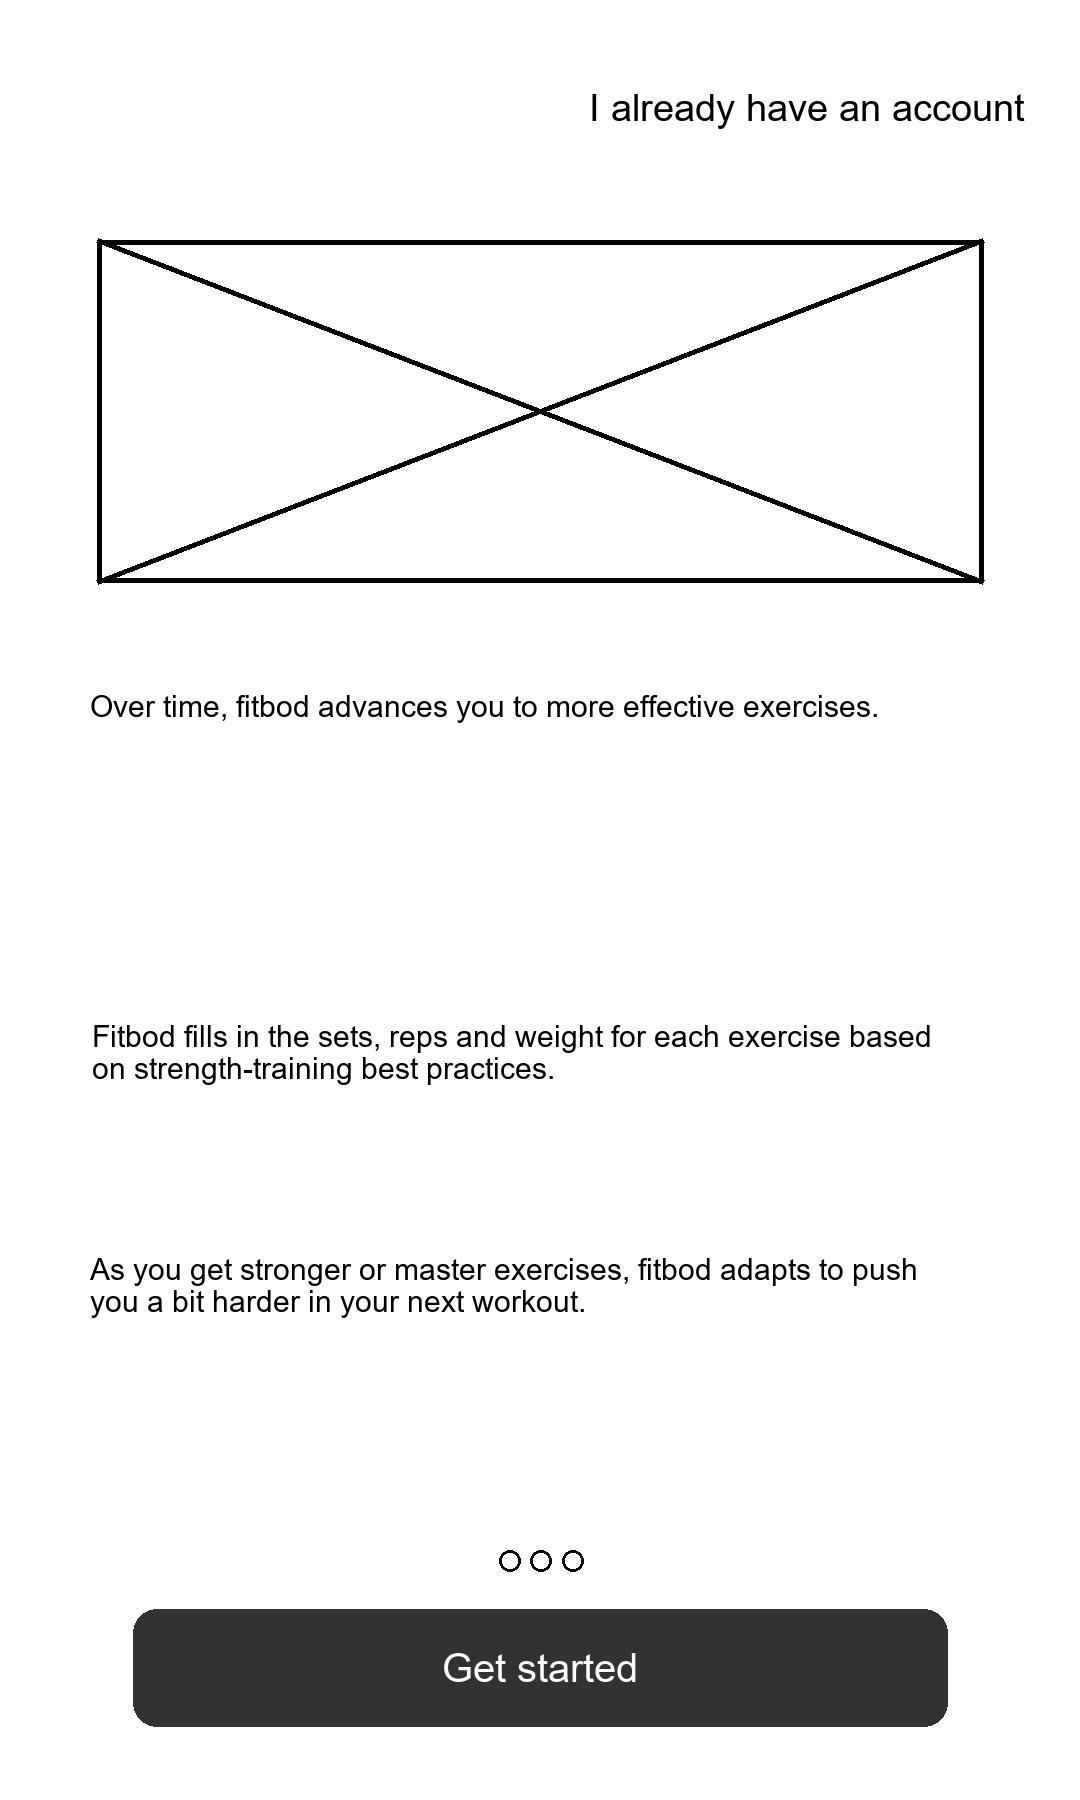 I already have an account
Over time, fitbod advances you to more effective exercises.
Fitbod fills in the sets, reps and weight for each exercise based
on strength-training best practices.
As you get stronger or master exercises, fitbod adapts to push
you a bit harder in your next workout.
Get started